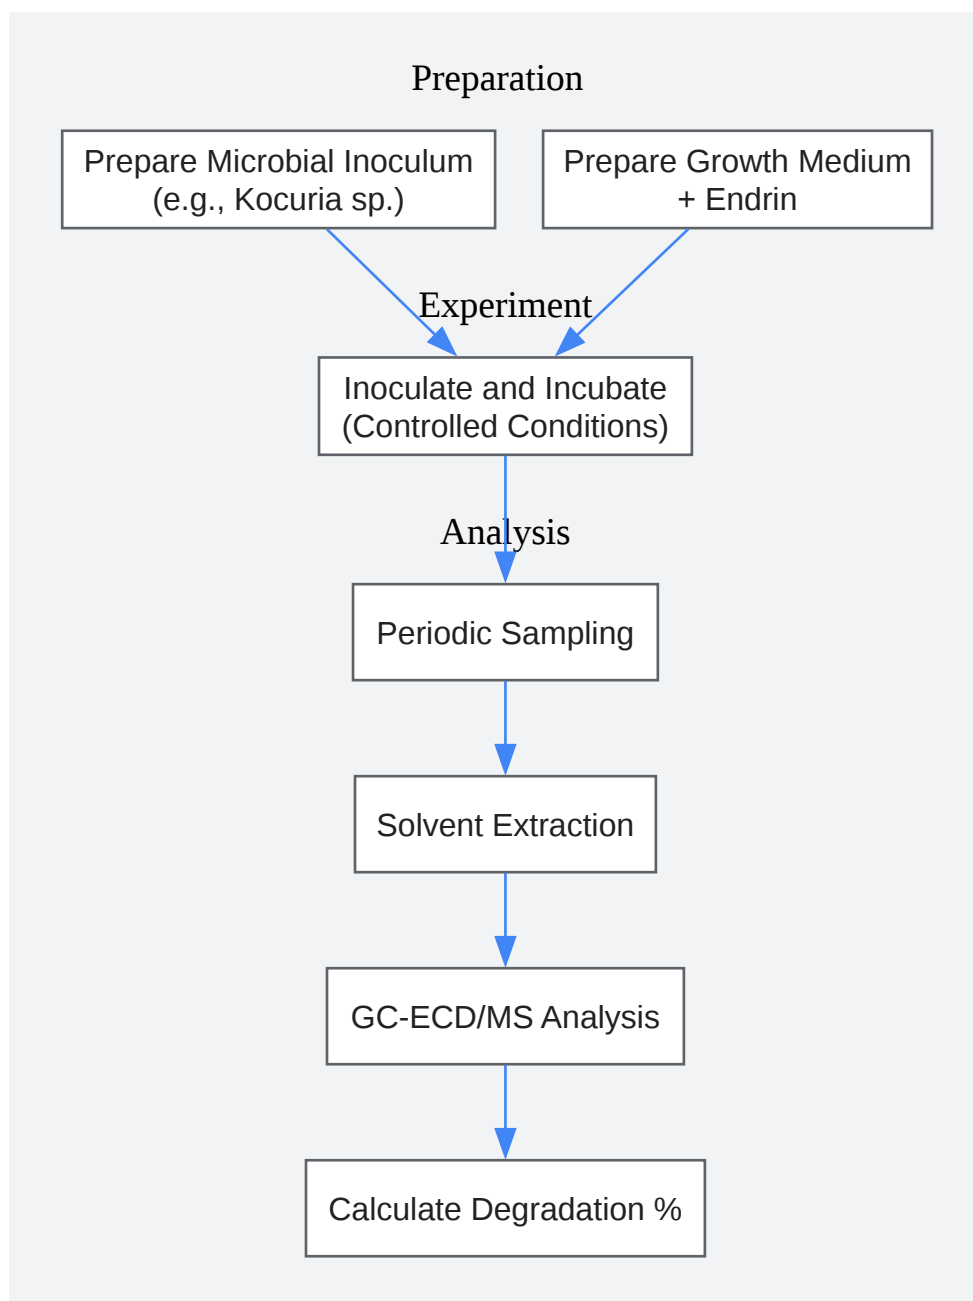 Preparation
Prepare Microbial Inoculum
(e.g., Kocuria sp.)
Prepare Growth Medium
+ Endrin
Experiment
Inoculate and Incubate
(Controlled Conditions)
Analysis
Periodic Sampling
Solvent Extraction
GC-ECD/MS Analysis
Calculate Degradation %